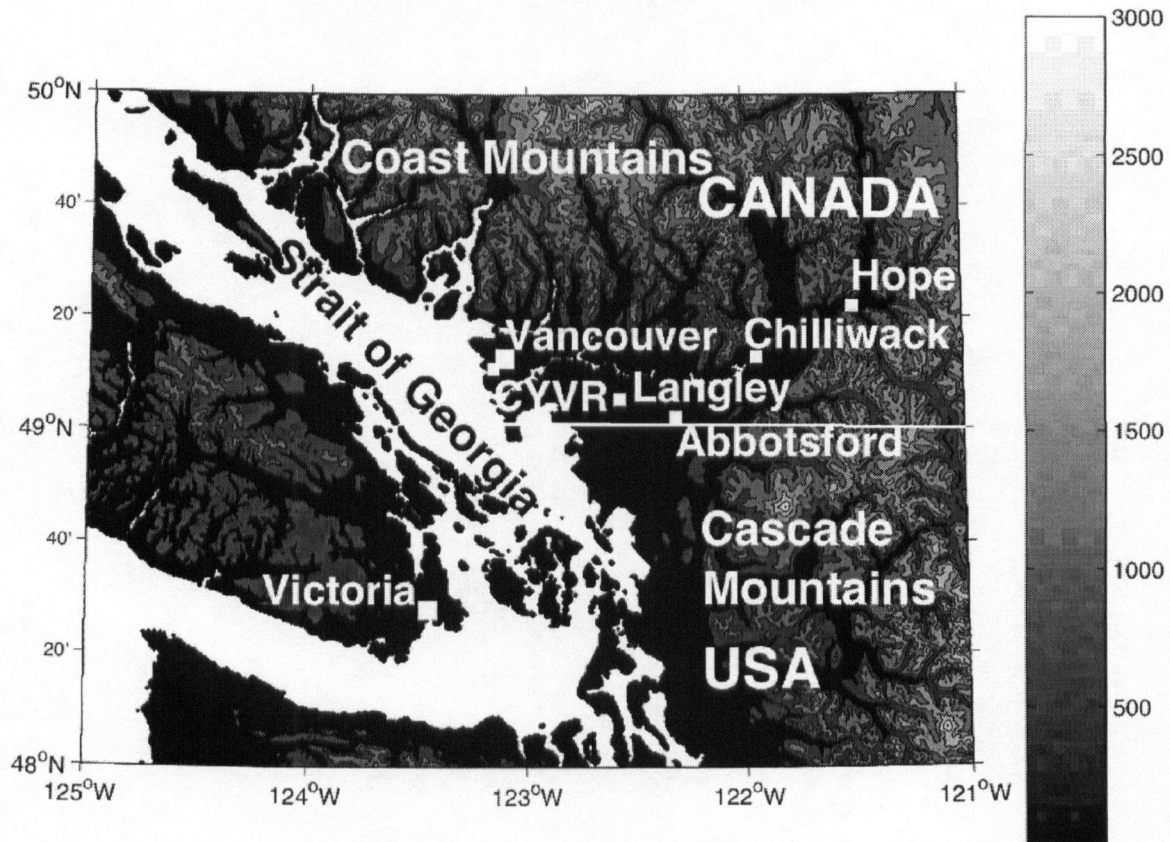 3000
50°N
Coast Mountains
2500
CANADA
40'
Strait of Georgia
Hope
2000
20'
Vancouver
Chilliwack
CYVR
Langley
49°N
Abbotsford
1500
Cascade
40'
Mountains
1000
Victoria
20'
USA
500
48°N
125°W
124°W
123°W
122°W
121°W